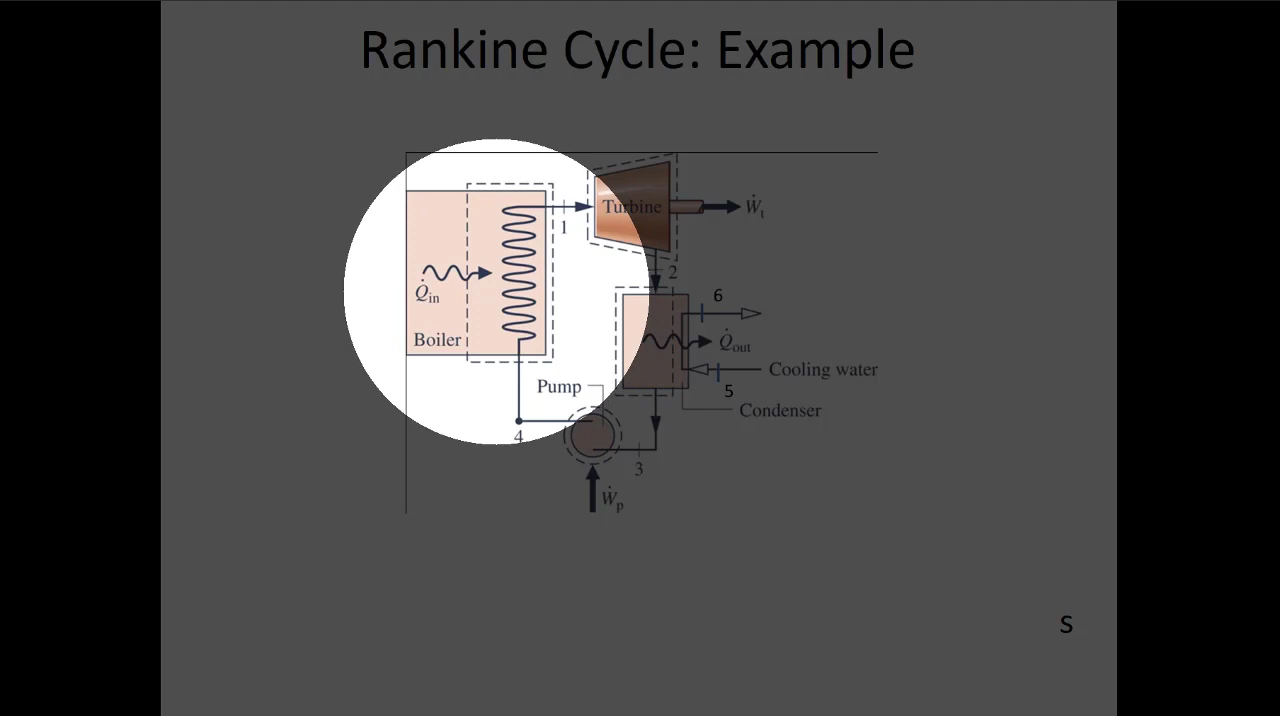 Rankine Cycle: Example
Turbine
Ẇt
1
2
6
Q̇in
Q̇out
Boiler
Cooling water
5
Pump
Condenser
4
3
Ẇp
s